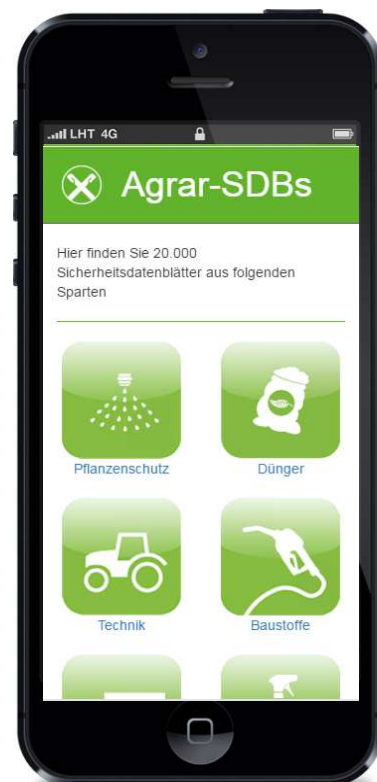 LHT 4G
Agrar-SDBs
Hier finden Sie 20.000
Sicherheitsdatenblätter aus folgenden
Sparten
Pflanzenschutz
Dünger
Technik
Baustoffe